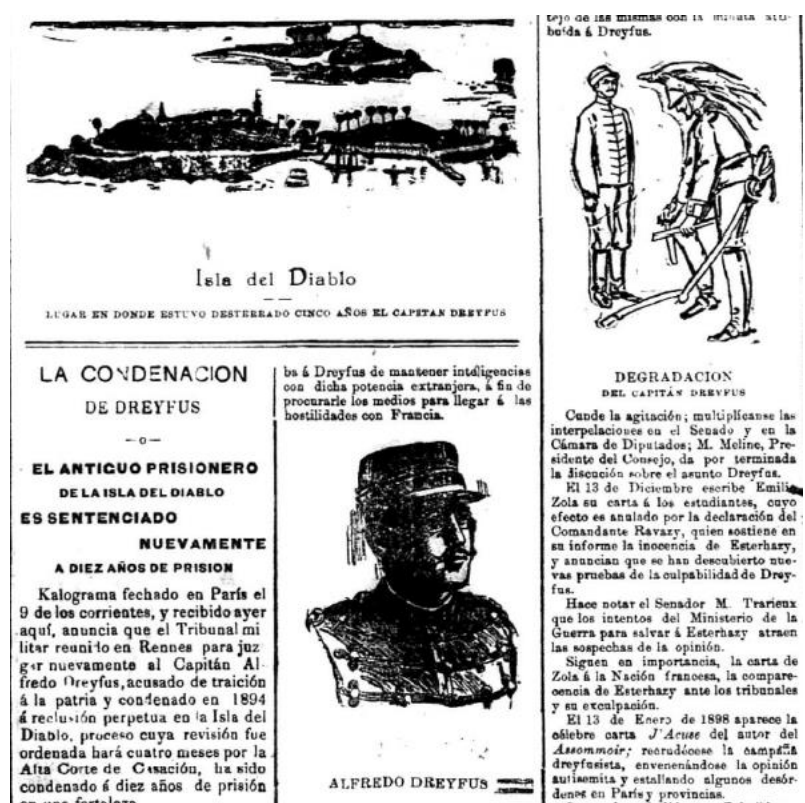 Isla del Diablo
LUGAR EN DONDE ESTUVO DESTERRADO CINCO AÑOS EL CAPITAN DREYFUS
LA CONDENACION
DE DREYFUS
—o—
EL ANTIGUO PRISIONERO
DE LA ISLA DEL DIABLO
ES SENTENCIADO
NUEVAMENTE
A DIEZ AÑOS DE PRISION
Kalograma fechado en París el
9 de los corrientes, y recibido ayer
aquí, anuncia que el Tribunal mi
litar reunido en Rennes para juz
gar nuevamente al Capitán Al-
fredo Dreyfus, acusado de traición
á la patria y condenado en 1894
á reclusión perpetua en la Isla del
Diablo, proceso cuya revisión fue
ordenada hará cuatro meses por la
Alta Corte de Casación, ha sido
condenado á diez años de prisión
en una fortaleza
ba á Dreyfus de mantener inteligencias
con dicha potencia extranjera, á fin de
procurarle los medios para llegar á las
hostilidades con Francia.
ALFREDO DREYFUS
tejo de las mismas con la minuta atri-
buída á Dreyfus.
DEGRADACION
DEL CAPITÁN DREYFUS
Cunde la agitación; multiplícanse las
interpelaciones en el Senado y en la
Cámara de Diputados; M. Meline, Pre-
sidente del Consejo, da por terminada
la discución sobre el asunto Dreyfus.
El 13 de Diciembre escribe Emilio
Zola su carta á los estudiantes, cuyo
efecto es anulado por la declaración del
Comandante Ravazy, quien sostiene en
su informe la inocencia de Esterhazy,
y anuncian que se han descubierto nue-
vas pruebas de la culpabilidad de Drey-
fus.
Hace notar el Senador M. Trarieux
que los intentos del Ministerio de la
Guerra para salvar á Esterhazy atraen
las sospechas de la opinión.
Siguen en importancia, la carta de
Zola á la Nación francesa, la compare-
cencia de Esterhazy ante los tribunales
y su exculpación.
El 13 de Enero de 1898 aparece la
célebre carta J'Acuse del autor del
Assommoir; recrudécese la campaña
dreyfusista, envenenándose la opinión
antisemita y estallando algunos desór-
denes en París y provincias.